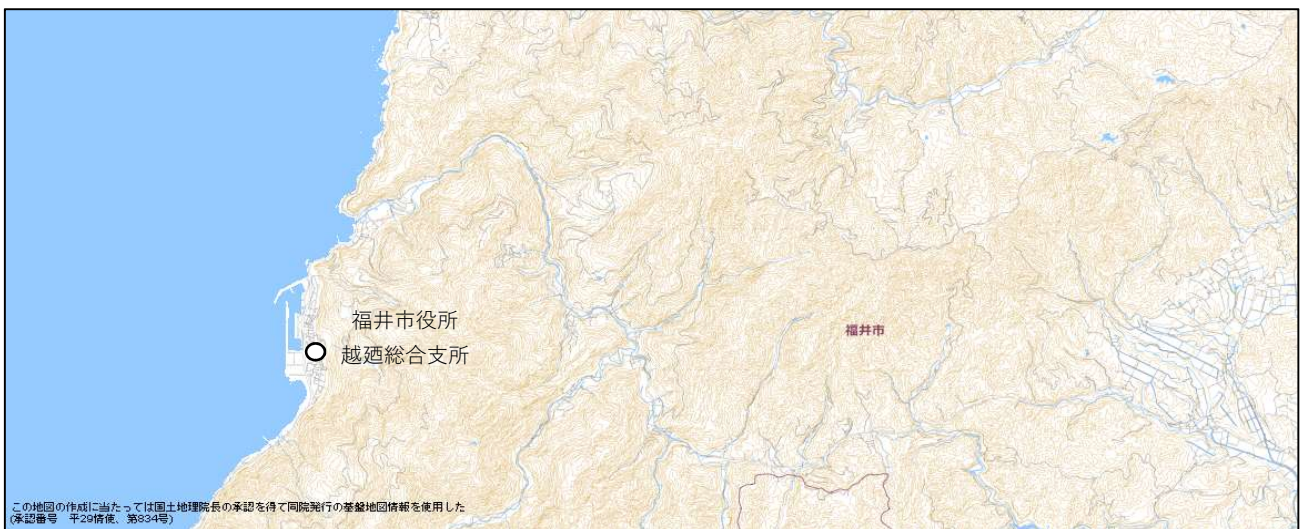 福井市役所
越廼総合支所
福井市
この地図の作成に当たっては国土地理院長の承認を得て同院発行の基盤地図情報を使用した
(承認番号　平29情使、第834号)